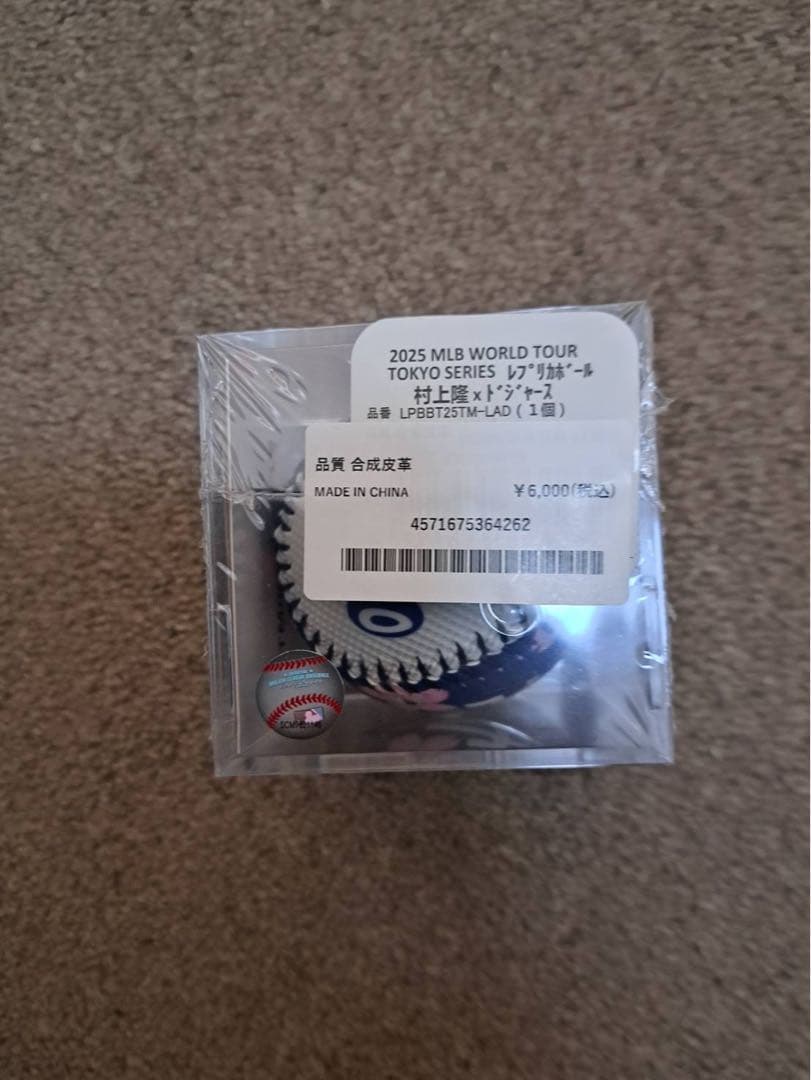 2025 MLB WORLD TOUR
TOKYO SERIES ﾚﾌﾟﾘｶﾎﾞｰﾙ
村上隆xﾄﾞｼﾞｬｰｽ
品番 LPBBT25TM-LAD（１個）
品質 合成皮革
MADE IN CHINA ￥6,000(税込)
4571675364262